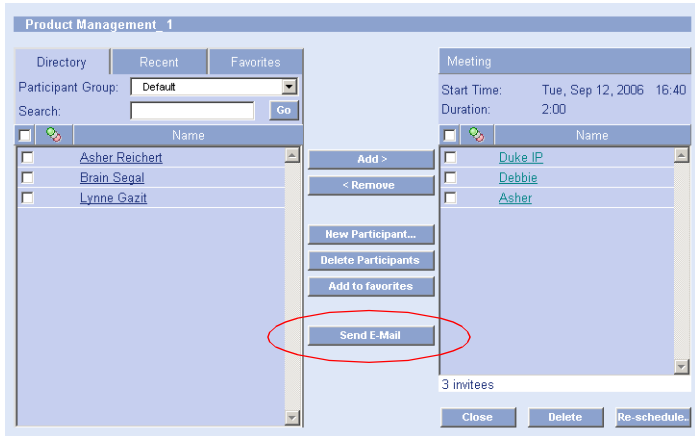 Product Management_ 1
Directory Recent Favorites
Participant Group: Default
Search: Go
Name
Asher Reichert
Brain Segal
Lynne Gazit
Add >
< Remove
New Participant...
Delete Participants
Add to favorites
Send E-Mail
Meeting
Start Time: Tue, Sep 12, 2006 16:40
Duration: 2:00
Name
Duke IP
Debbie
Asher
3 invitees
Close Delete Re-schedule..